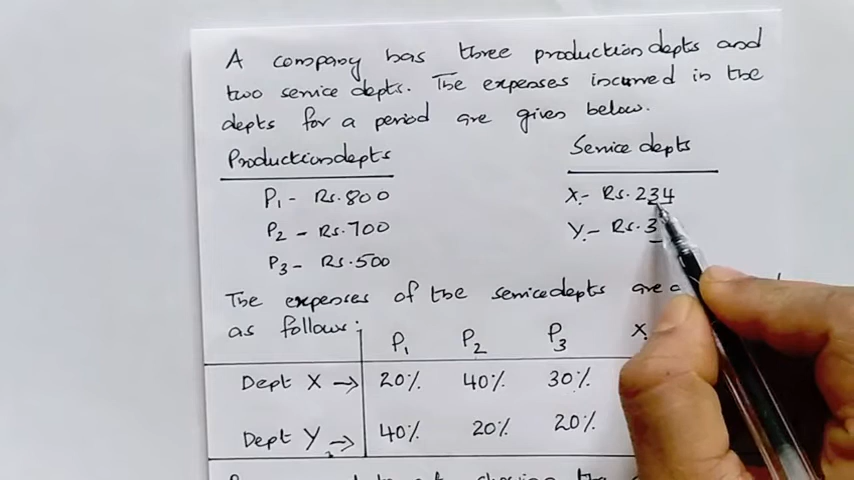 A company has three production depts and
two service depts. The expenses incurred in the
depts for a period are given below.
Production depts
Service depts
P1 - Rs.800
X - Rs.234
P2 - Rs.700
Y - Rs.3
P3 - Rs.500
The expenses of the service depts are
as follows:
P1 P2 P3 X
Dept X → 20% 40% 30%
Dept Y → 40% 20% 20%
showing the